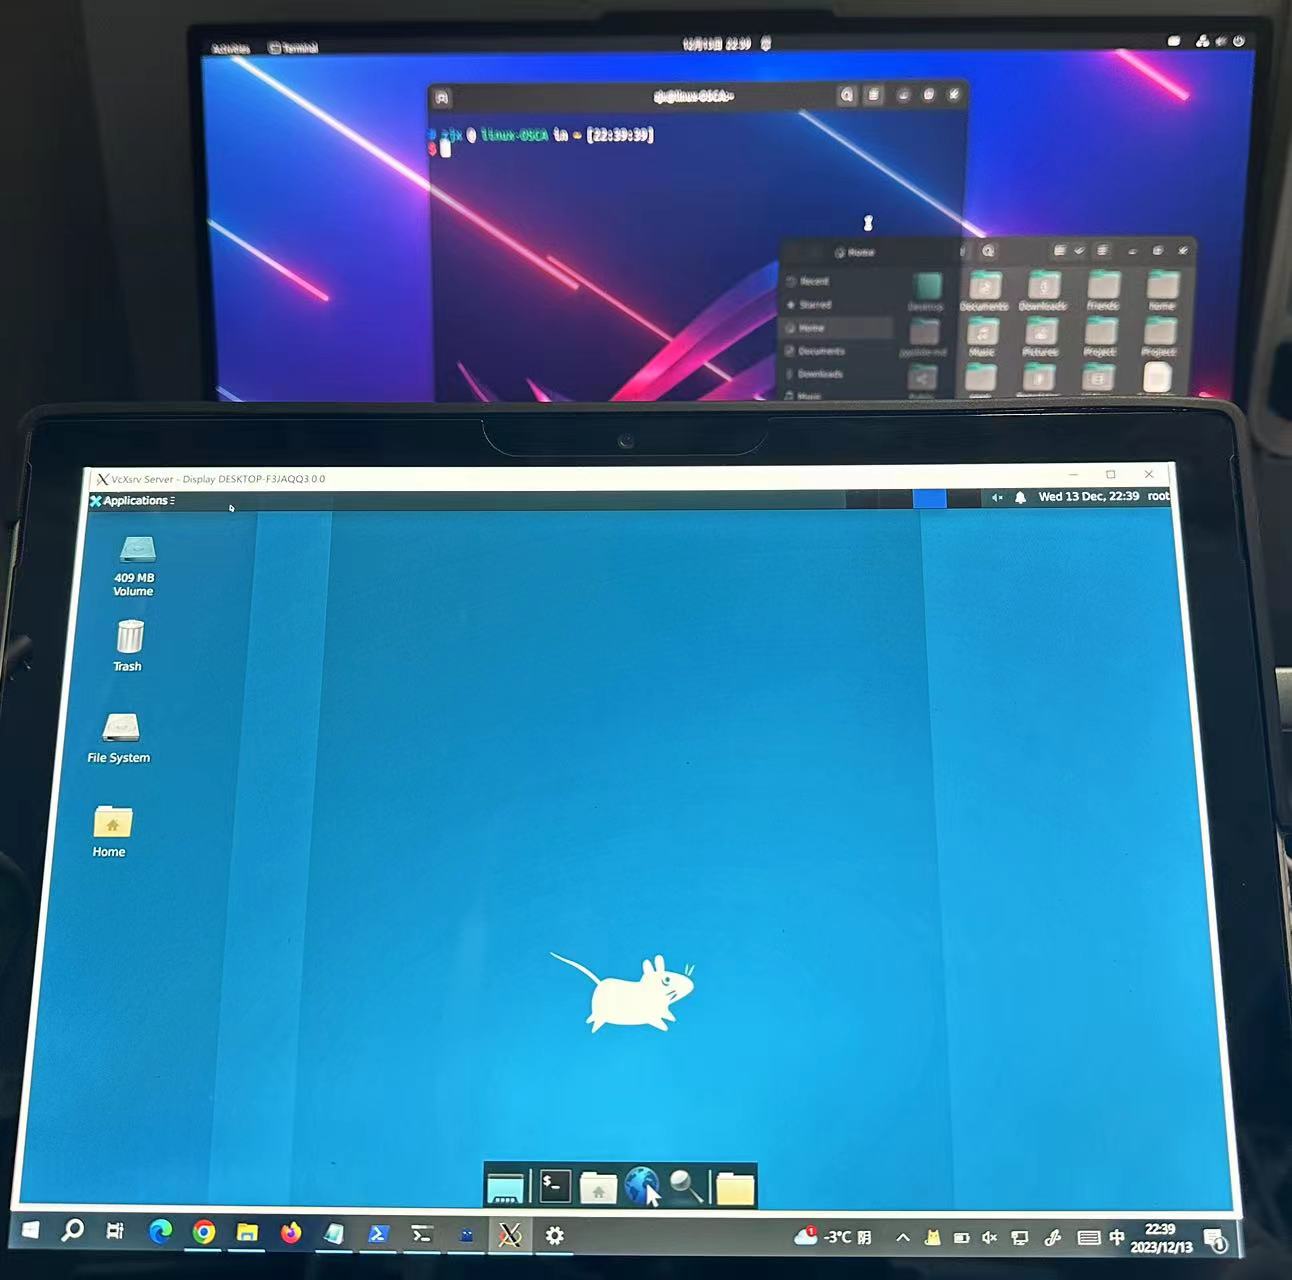 Activities
Terminal
12月13日 22:39
zjx@linux-OSCA:~
# zjx @ linux-OSCA in ~ [22:39:39]
$
Home
Recent
Starred
Home
Documents
Downloads
Music
Desktop
Documents
Downloads
Friends
home
Music
Pictures
Project
Project
VcXsrv Server - Display DESKTOP-F3JAQQ3:0.0
Applications
Wed 13 Dec, 22:39
root
409 MB
Volume
Trash
File System
Home
$_
-3°C 阴
中
22:39
2023/12/13